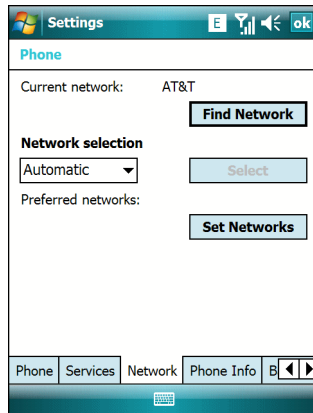 Settings E ok
Phone
Current network: AT&T
Find Network
Network selection
Automatic Select
Preferred networks:
Set Networks
Phone Services Network Phone Info B